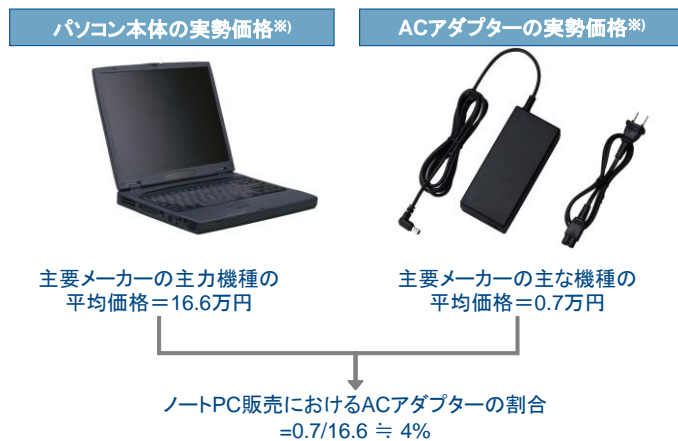 パソコン本体の実勢価格※)
ACアダプターの実勢価格※)
主要メーカーの主力機種の
平均価格＝16.6万円
主要メーカーの主な機種の
平均価格＝0.7万円
ノートPC販売におけるACアダプターの割合
=0.7/16.6 ≒ 4%